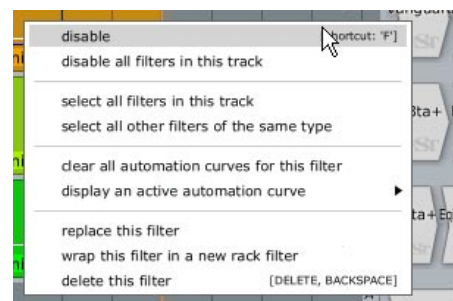 disable 'F']
disable all filters in this track
select all filters in this track
select all other filters of the same type
clear all automation curves for this filter
display an active automation curve
replace this filter
wrap this filter in a new rack filter
delete this filter [DELETE, BACKSPACE]